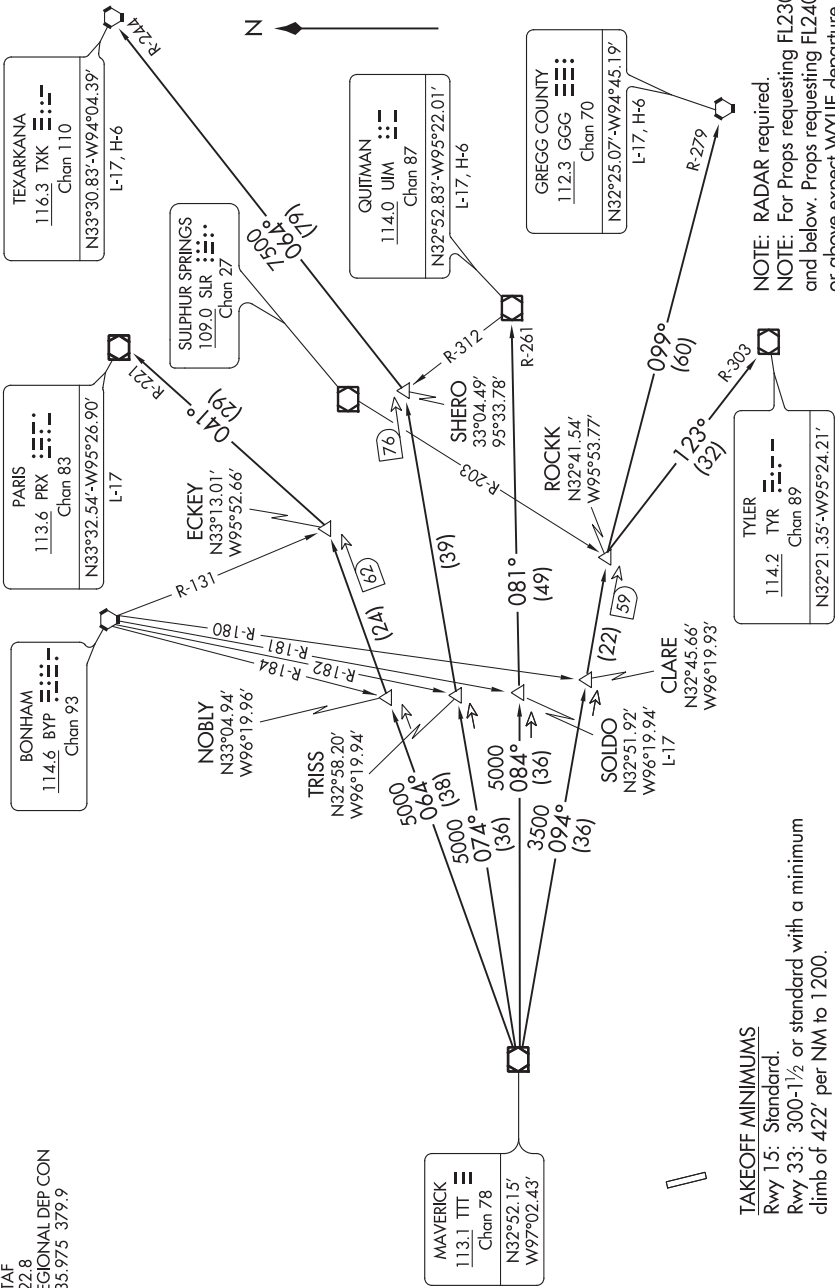 TAF
22.8
EGIONAL DEP CON
35.975 379.9
TEXARKANA
116.3 TXK
Chan 110
N33°30.83'-W94°04.39'
L-17, H-6
R-244
N
7500
064°
(79)
SULPHUR SPRINGS
109.0 SLR
Chan 27
QUITMAN
114.0 UIM
Chan 87
N32°52.83'-W95°22.01'
L-17, H-6
GREGG COUNTY
112.3 GGG
Chan 70
N32°25.07'-W94°45.19'
L-17, H-6
R-279
PARIS
113.6 PRX
Chan 83
N33°32.54'-W95°26.90'
L-17
R-221
041°
(29)
ECKEY
N33°13.01'
W95°52.66'
62
(24)
R-131
BONHAM
114.6 BYP
Chan 93
R-180
R-181
R-182
R-184
NOBLY
N33°04.94'
W96°19.96'
TRISS
N32°58.20'
W96°19.94'
76
SHERO
33°04.49'
95°33.78'
R-312
R-261
(39)
R-203
081°
(49)
ROCKK
N32°41.54'
W95°53.77'
59
(22)
099°
(60)
123°
(32)
R-303
TYLER
114.2 TYR
Chan 89
N32°21.35'-W95°24.21'
CLARE
N32°45.66'
W96°19.93'
SOLDO
N32°51.92'
W96°19.94'
L-17
5000
064°
(38)
5000
074°
(36)
5000
084°
(36)
3500
094°
(36)
MAVERICK
113.1 TTT
Chan 78
N32°52.15'
W97°02.43'
TAKEOFF MINIMUMS
Rwy 15: Standard.
Rwy 33: 300-1½ or standard with a minimum
climb of 422' per NM to 1200.
NOTE: RADAR required.
NOTE: For Props requesting FL230
and below. Props requesting FL240
or above expect WYLIE departure